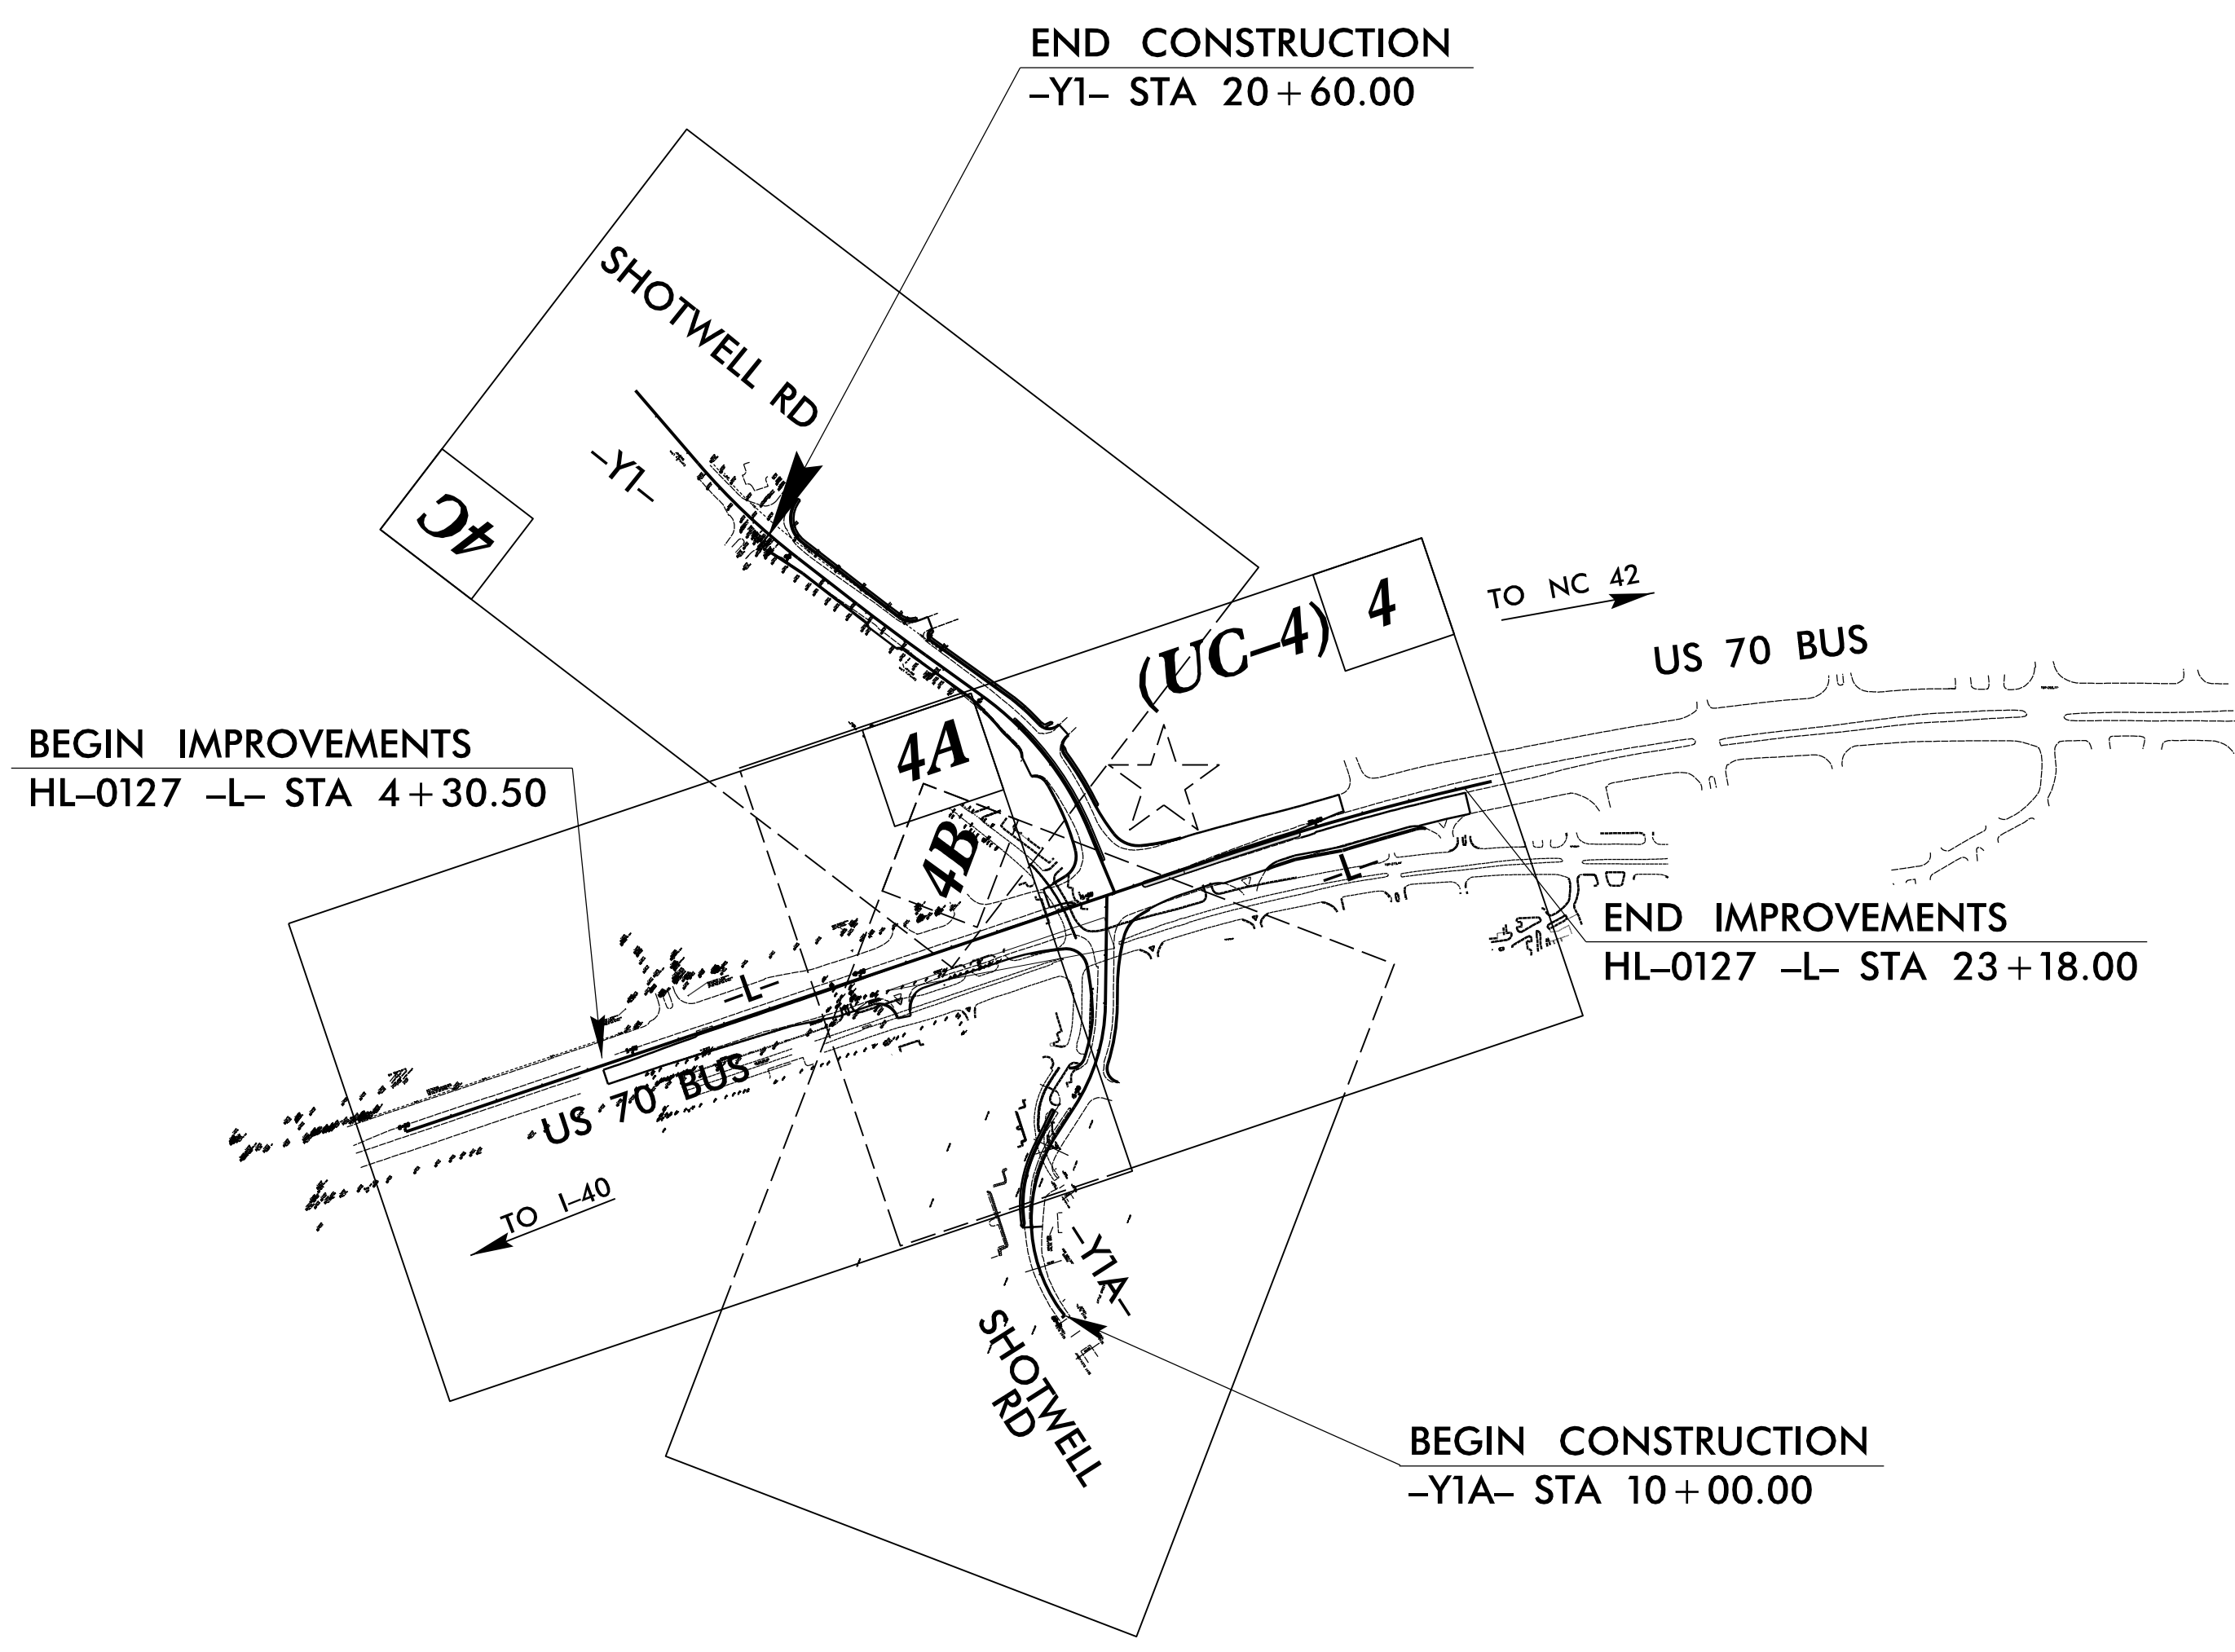 END CONSTRUCTION
–Y1– STA 20+60.00
SHOTWELL RD
–Y1–
4C
4
(UC–4)
TO NC 42
US 70 BUS
4A
4B
BEGIN IMPROVEMENTS
HL–0127 –L– STA 4+30.50
–L–
–L–
END IMPROVEMENTS
HL–0127 –L– STA 23+18.00
US 70 BUS
TO I–40
–Y1A–
SHOTWELL
RD
BEGIN CONSTRUCTION
–Y1A– STA 10+00.00